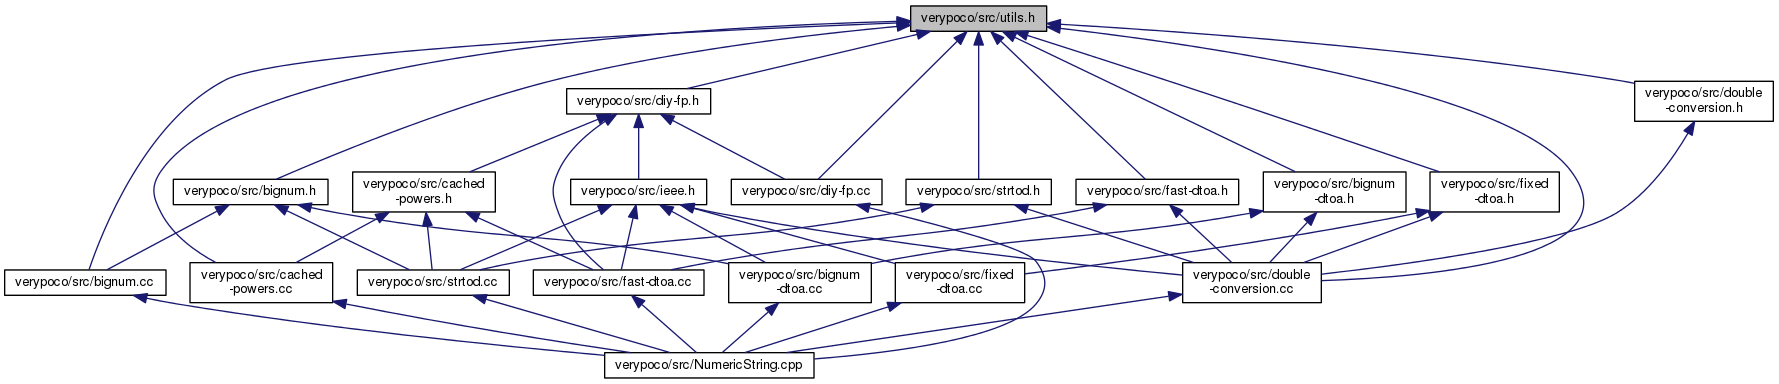 verypoco/src/utils.h
verypoco/src/diy-fp.h
verypoco/src/double
-conversion.h
verypoco/src/bignum.h
verypoco/src/cached
-powers.h
verypoco/src/ieee.h
verypoco/src/diy-fp.cc
verypoco/src/strtod.h
verypoco/src/fast-dtoa.h
verypoco/src/bignum
-dtoa.h
verypoco/src/fixed
-dtoa.h
verypoco/src/bignum.cc
verypoco/src/cached
-powers.cc
verypoco/src/strtod.cc
verypoco/src/fast-dtoa.cc
verypoco/src/bignum
-dtoa.cc
verypoco/src/fixed
-dtoa.cc
verypoco/src/double
-conversion.cc
verypoco/src/NumericString.cpp